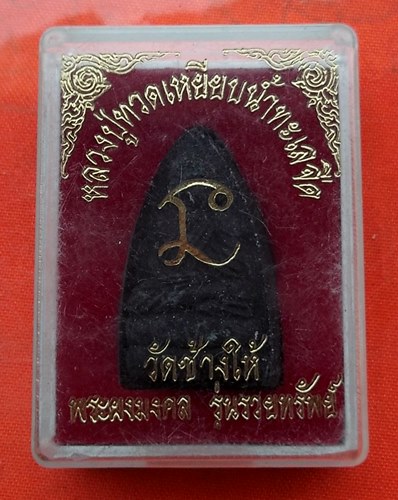 หลวงปู่ทวดเหยียบน้ำทะเลจืด
วัดช้างให้
พระผงมงคล รุ่นรวยทรัพย์